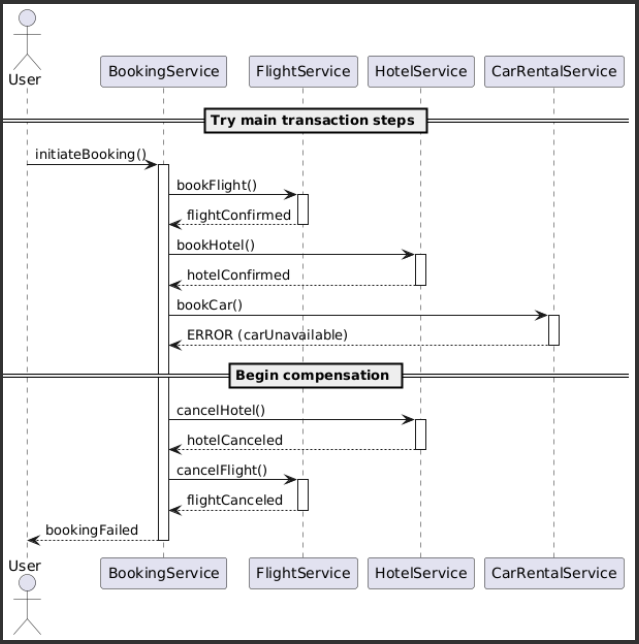 User
BookingService
FlightService
HotelService
CarRentalService
Try main transaction steps
initiateBooking()
bookFlight()
flightConfirmed
bookHotel()
hotelConfirmed
bookCar()
ERROR (carUnavailable)
Begin compensation
cancelHotel()
hotelCanceled
cancelFlight()
flightCanceled
bookingFailed
User
BookingService
FlightService
HotelService
CarRentalService